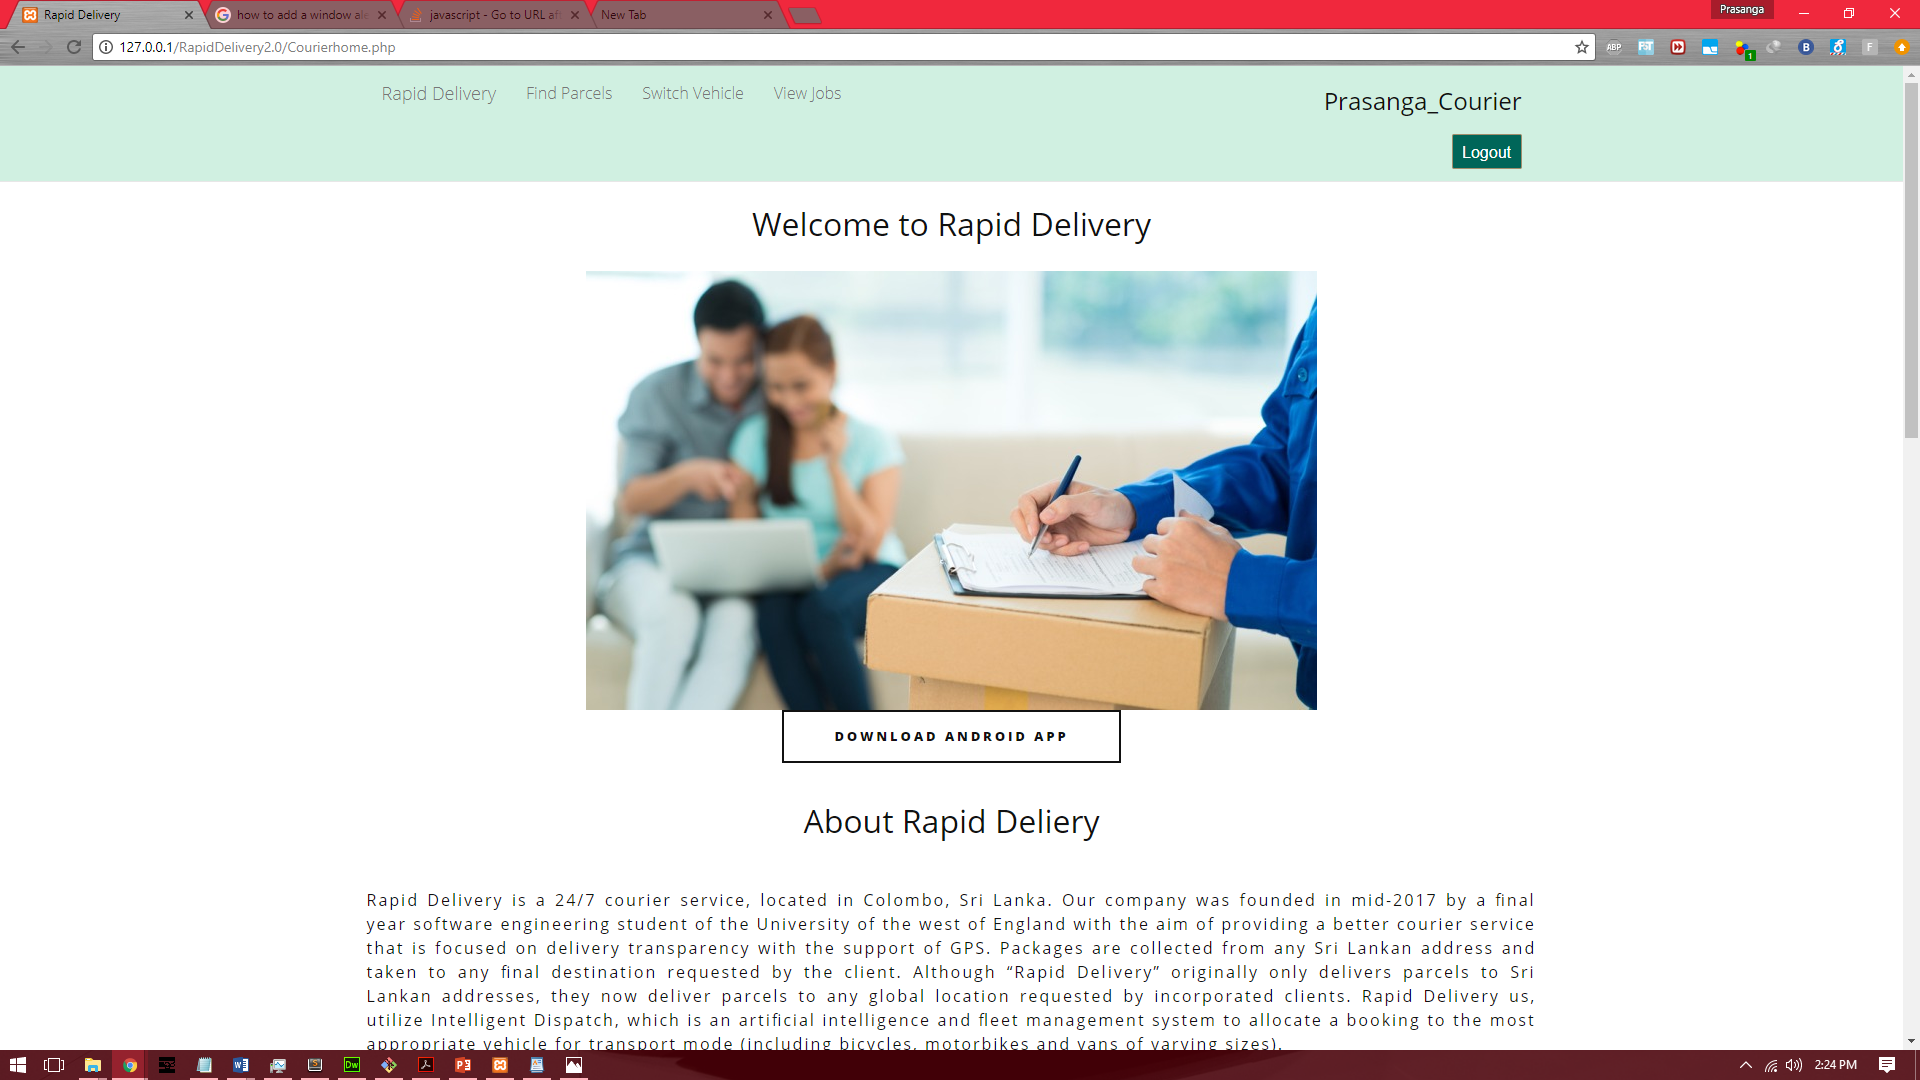 Prasanga
Rapid Delivery
how to add a window ale
javascript - Go to URL aft
New Tab
127.0.0.1/RapidDelivery2.0/Courierhome.php
Rapid Delivery
Find Parcels
Switch Vehicle
View Jobs
Prasanga_Courier
Logout
Welcome to Rapid Delivery
DOWNLOAD ANDROID APP
About Rapid Deliery
Rapid Delivery is a 24/7 courier service, located in Colombo, Sri Lanka. Our company was founded in mid-2017 by a final
year software engineering student of the University of the west of England with the aim of providing a better courier service
that is focused on delivery transparency with the support of GPS. Packages are collected from any Sri Lankan address and
taken to any final destination requested by the client. Although “Rapid Delivery” originally only delivers parcels to Sri
Lankan addresses, they now deliver parcels to any global location requested by incorporated clients. Rapid Delivery us,
utilize Intelligent Dispatch, which is an artificial intelligence and fleet management system to allocate a booking to the most
appropriate vehicle for transport mode (including bicycles, motorbikes and vans of varying sizes).
2:24 PM